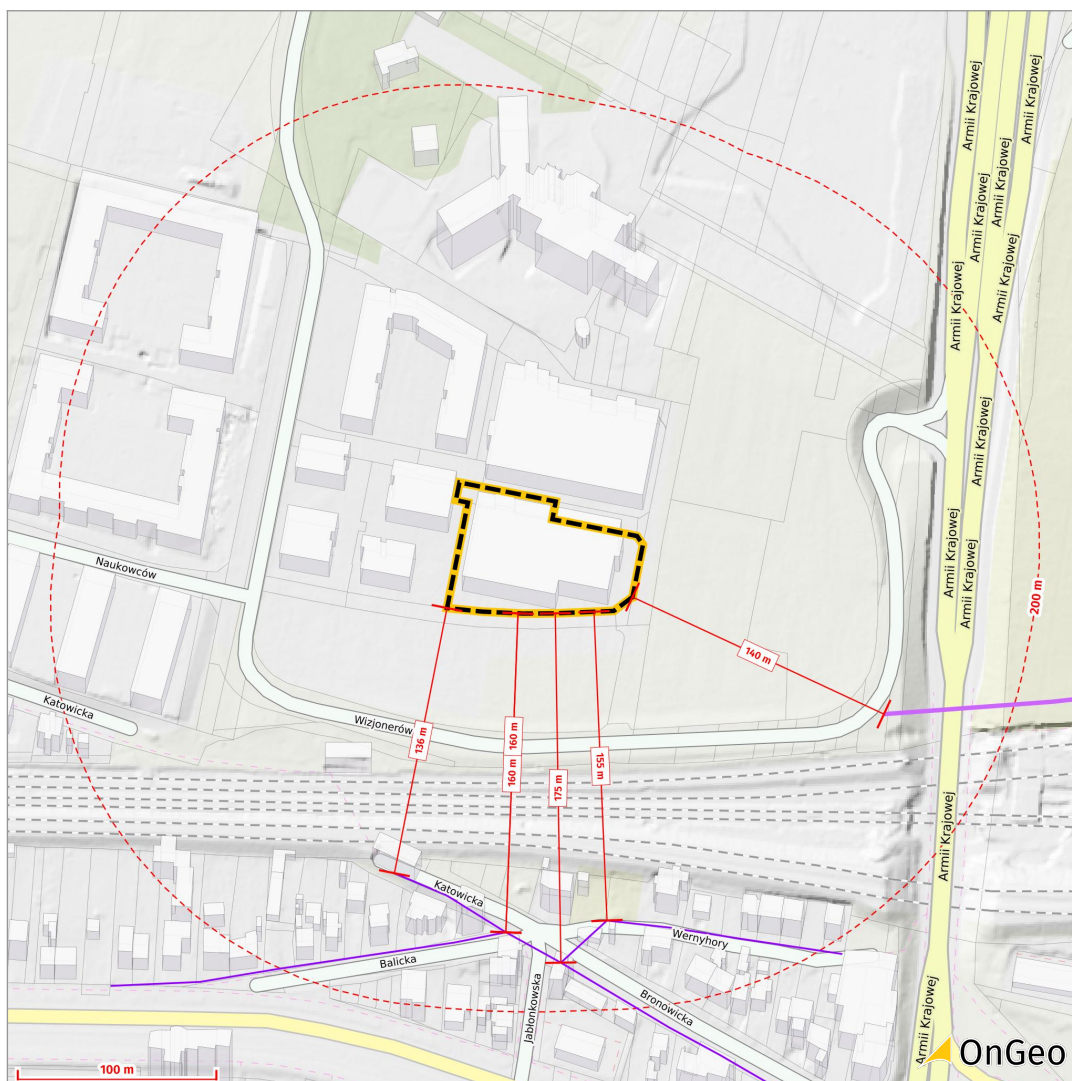 Armii Krajowej
Armii Krajowej
Armii Krajowej
Armii Krajowej
Armii Krajowej
Armii Krajowej
Armii Krajowej
Armii Krajowej
Armii Krajowej
Armii Krajowej
Naukowców
200 m
140 m
Katowicka
Wizjonerów
136 m
160 m
160 m
155 m
175 m
Armii Krajowej
Katowicka
Wernyhory
Balicka
Bronowicka
Jabłonkowska
Armii Krajowej
OnGeo
100 m